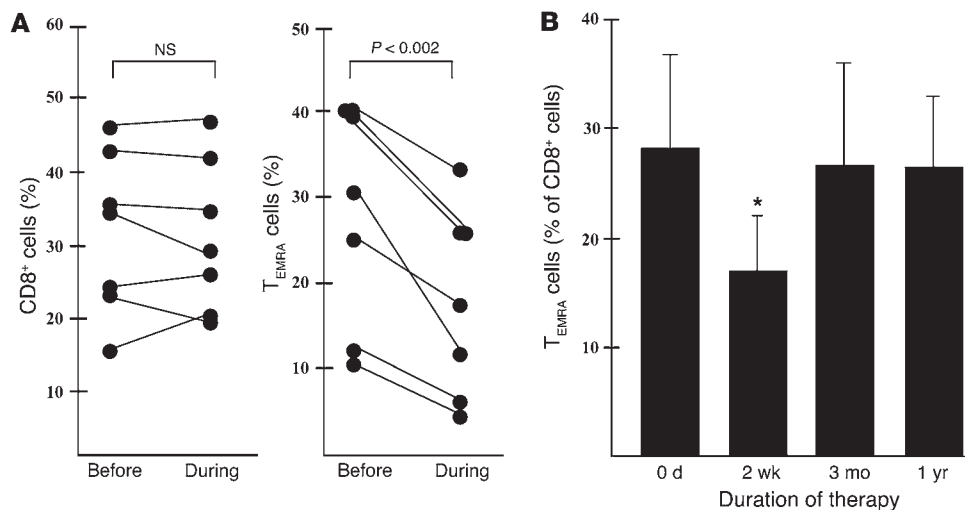 A
CD8⁺ cells (%)
60
50
40
30
20
10
NS
Before During
T_EMRA cells (%)
50
40
30
20
10
P < 0.002
Before During
B
T_EMRA cells (% of CD8⁺ cells)
40
30
20
10
*
0 d 2 wk 3 mo 1 yr
Duration of therapy